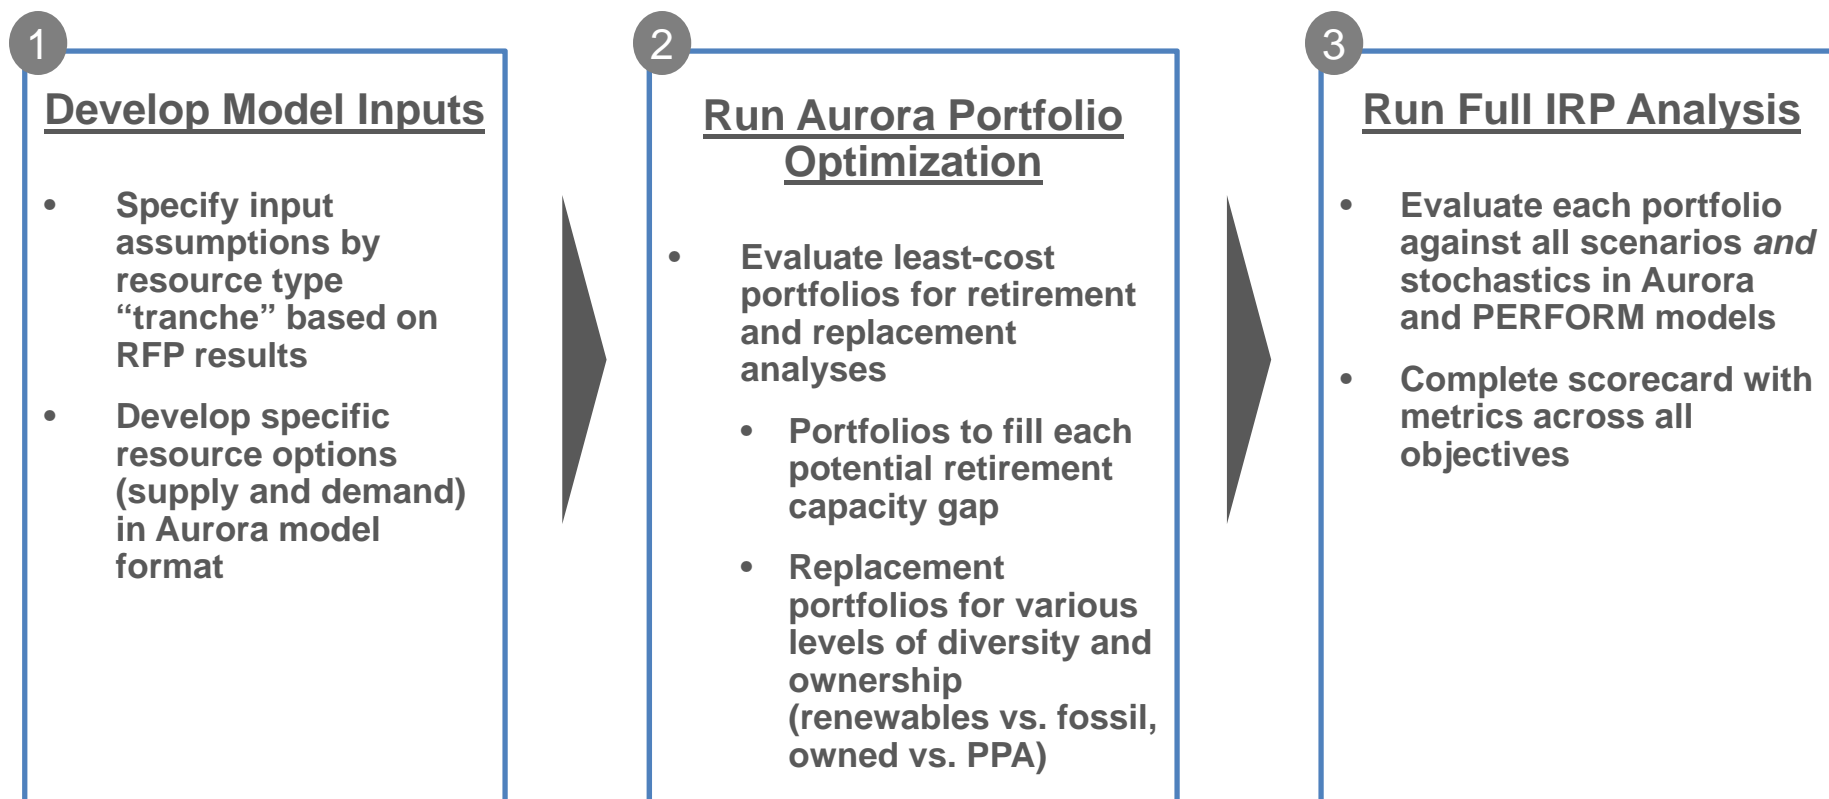 1
Develop Model Inputs
• Specify input
assumptions by
resource type
“tranche” based on
RFP results
• Develop specific
resource options
(supply and demand)
in Aurora model
format
2
Run Aurora Portfolio
Optimization
• Evaluate least-cost
portfolios for retirement
and replacement
analyses
• Portfolios to fill each
potential retirement
capacity gap
• Replacement
portfolios for various
levels of diversity and
ownership
(renewables vs. fossil,
owned vs. PPA)
3
Run Full IRP Analysis
• Evaluate each portfolio
against all scenarios and
stochastics in Aurora
and PERFORM models
• Complete scorecard with
metrics across all
objectives